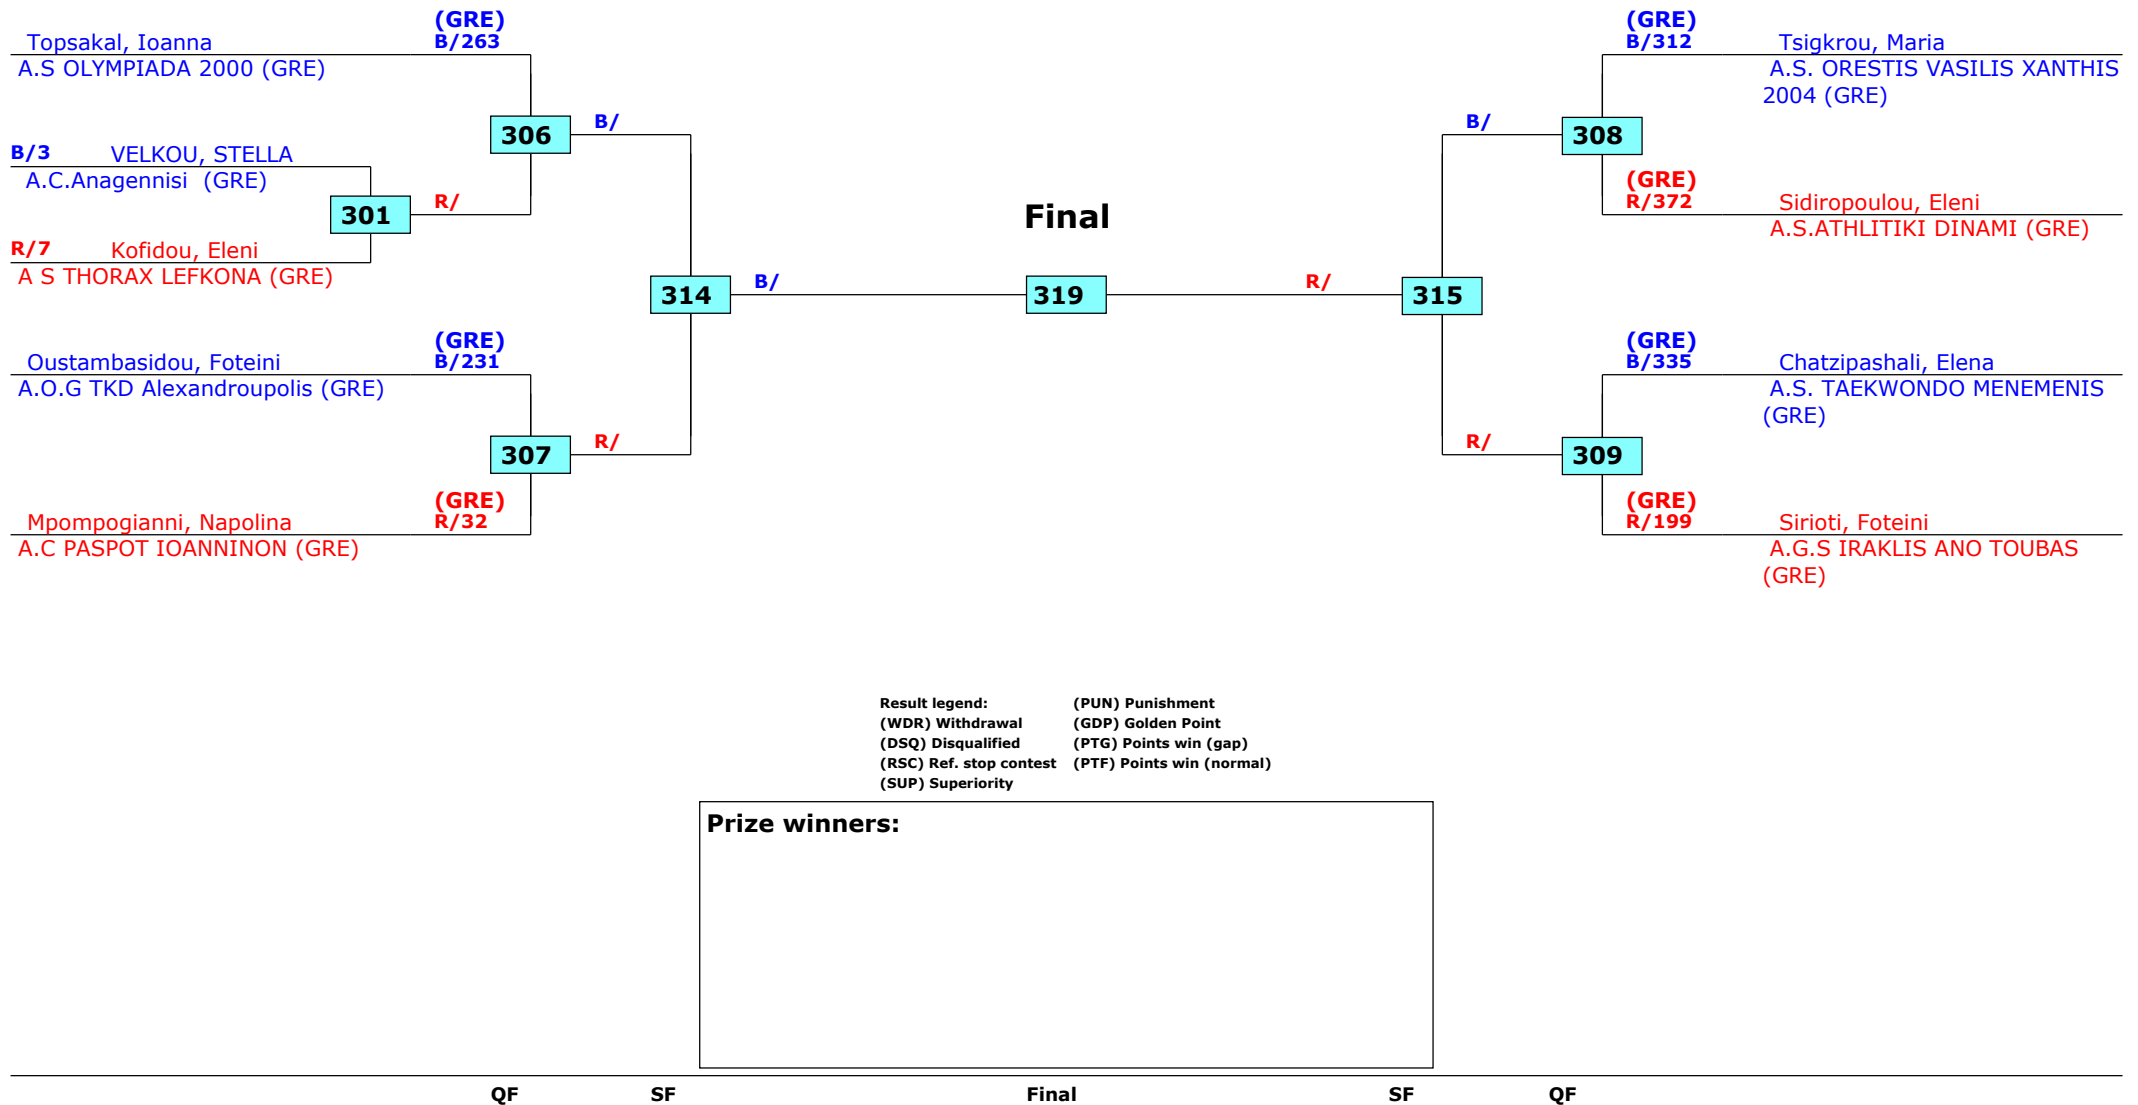 (GRE)
Topsakal, Ioanna
B/263
A.S OLYMPIADA 2000 (GRE)
306
B/
B/3
VELKOU, STELLA
A.C.Anagennisi  (GRE)
301
R/
R/7
Kofidou, Eleni
A S THORAX LEFKONA (GRE)
314
B/
(GRE)
Oustambasidou, Foteini
B/231
A.O.G TKD Alexandroupolis (GRE)
307
R/
(GRE)
Mpompogianni, Napolina
R/32
A.C PASPOT IOANNINON (GRE)
Final
319
(GRE)
B/312
Tsigkrou, Maria
A.S. ORESTIS VASILIS XANTHIS
2004 (GRE)
B/
308
(GRE)
R/372
Sidiropoulou, Eleni
A.S.ATHLITIKI DINAMI (GRE)
R/
315
(GRE)
B/335
Chatzipashali, Elena
A.S. TAEKWONDO MENEMENIS
(GRE)
R/
309
(GRE)
R/199
Sirioti, Foteini
A.G.S IRAKLIS ANO TOUBAS
(GRE)
Result legend:
(WDR) Withdrawal
(DSQ) Disqualified
(RSC) Ref. stop contest
(SUP) Superiority
(PUN) Punishment
(GDP) Golden Point
(PTG) Points win (gap)
(PTF) Points win (normal)
Prize winners:
QF
SF
Final
SF
QF